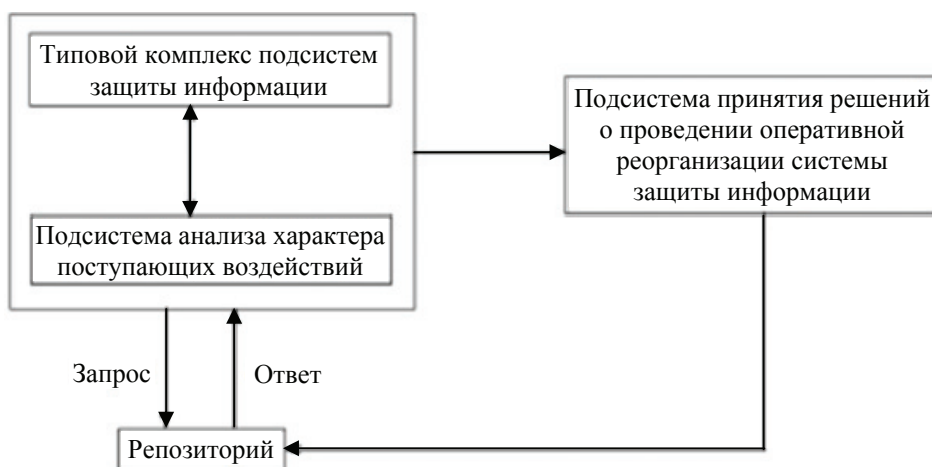 Типовой комплекс подсистем
защиты информации
Подсистема принятия решений
о проведении оперативной
реорганизации системы
защиты информации
Подсистема анализа характера
поступающих воздействий
Запрос
Ответ
Репозиторий